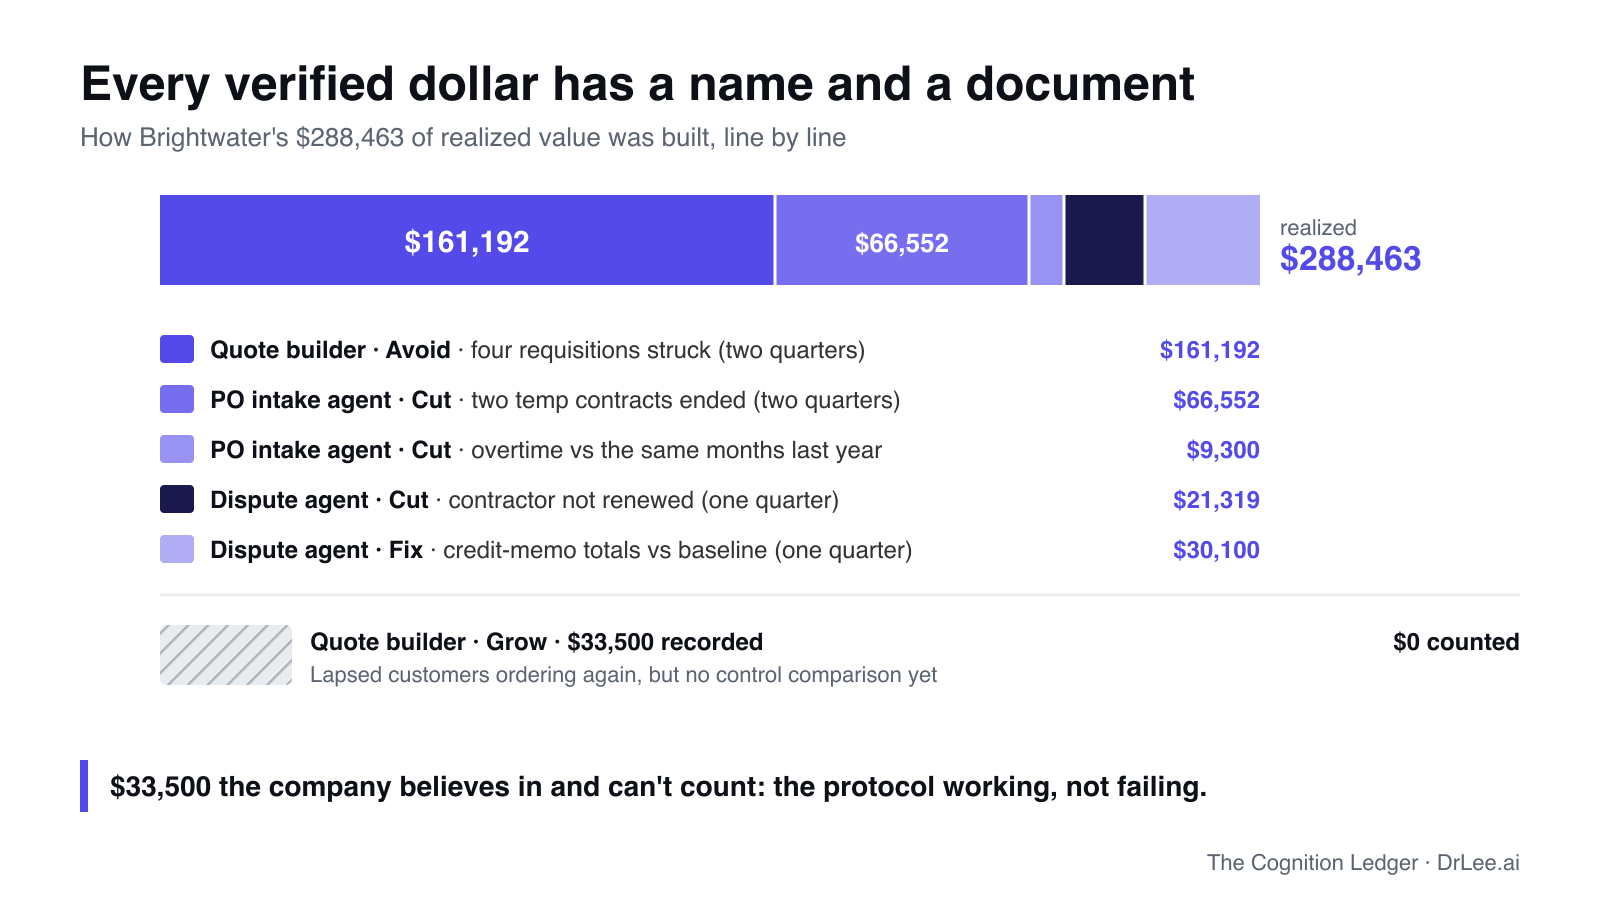 Every verified dollar has a name and a document
How Brightwater's $288,463 of realized value was built, line by line
$161,192
$66,552
realized
$288,463
Quote builder · Avoid · four requisitions struck (two quarters) $161,192
PO intake agent · Cut · two temp contracts ended (two quarters) $66,552
PO intake agent · Cut · overtime vs the same months last year $9,300
Dispute agent · Cut · contractor not renewed (one quarter) $21,319
Dispute agent · Fix · credit-memo totals vs baseline (one quarter) $30,100
Quote builder · Grow · $33,500 recorded $0 counted
Lapsed customers ordering again, but no control comparison yet
$33,500 the company believes in and can't count: the protocol working, not failing.
The Cognition Ledger · DrLee.ai